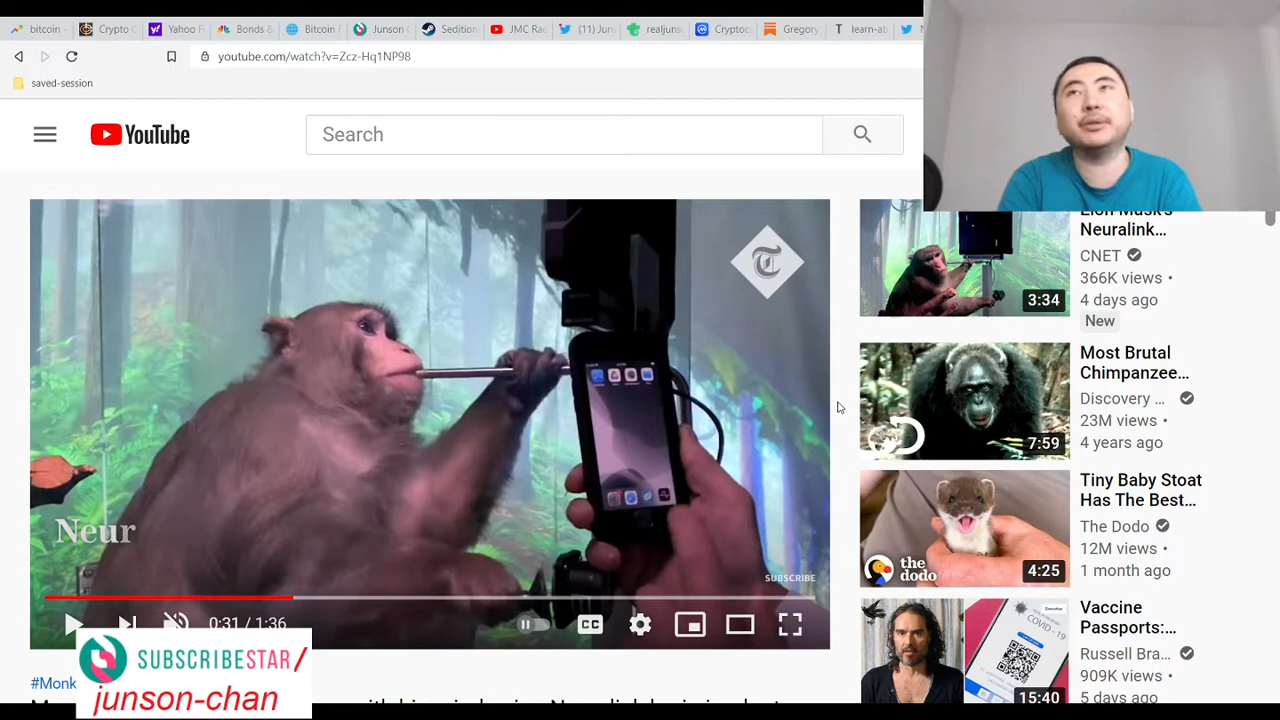 bitcoin
Crypto C
Yahoo F
Bonds &
Bitcoin I
Junson C
Sedition
JMC Rac
(11) Jun
realjuns
Cryptoc
Gregory
learn-ab
N
youtube.com/watch?v=Zcz-Hq1NP98
saved-session
YouTube
Search
Neur
SUBSCRIBE
0:31 / 1:36
CC
SUBSCRIBESTAR/
junson-chan
#Monk
Neuralink...
CNET
366K views •
4 days ago
New
3:34
Most Brutal
Chimpanzee...
Discovery ...
23M views •
4 years ago
7:59
Tiny Baby Stoat
Has The Best...
The Dodo
12M views •
1 month ago
the
dodo
4:25
Vaccine
Passports:...
Russell Bra...
909K views •
5 days ago
COVID - 19
15:40